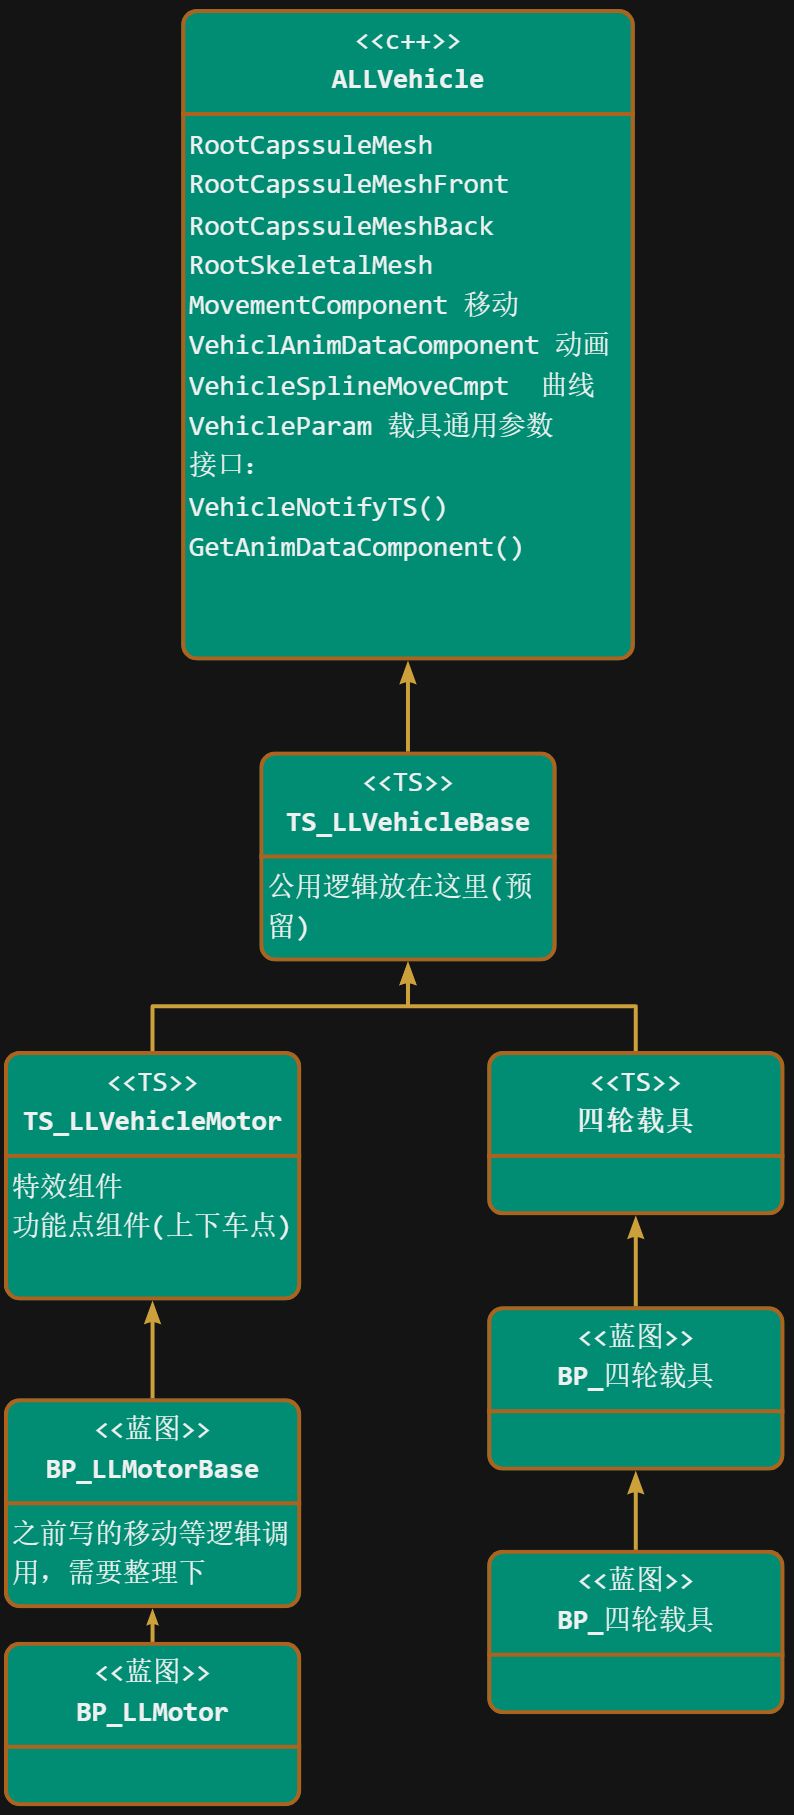 <<c++>>
ALLVehicle
RootCapssuleMesh
RootCapssuleMeshFront
RootCapssuleMeshBack
RootSkeletalMesh
MovementComponent 移动
VehiclAnimDataComponent 动画
VehicleSplineMoveCmpt  曲线
VehicleParam 载具通用参数
接口：
VehicleNotifyTS()
GetAnimDataComponent()
<<TS>>
TS_LLVehicleBase
公用逻辑放在这里(预
留)
<<TS>>
TS_LLVehicleMotor
特效组件
功能点组件(上下车点)
<<蓝图>>
BP_LLMotorBase
之前写的移动等逻辑调
用，需要整理下
<<蓝图>>
BP_LLMotor
<<TS>>
四轮载具
<<蓝图>>
BP_四轮载具
<<蓝图>>
BP_四轮载具